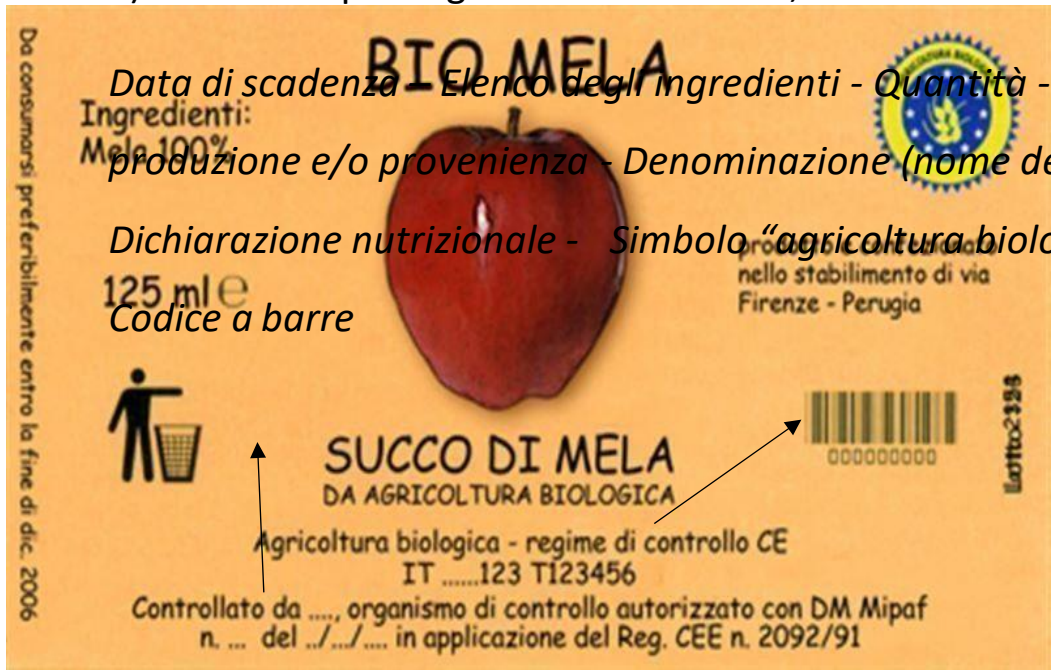 BIO MELA
Data di scadenza - Elenco degli ingredienti - Quantità -
Ingredienti:
Mela 100%
produzione e/o provenienza - Denominazione (nome de
Dichiarazione nutrizionale - Simbolo "agricoltura biolo
prodotto e confezionato
nello stabilimento di via
Firenze - Perugia
125 ml e
Codice a barre
SUCCO DI MELA
DA AGRICOLTURA BIOLOGICA
000000000
Agricoltura biologica - regime di controllo CE
IT ......123 T123456
Controllato da ...., organismo di controllo autorizzato con DM Mipaf
n. ... del ../.../.... in applicazione del Reg. CEE n. 2092/91
Da consumarsi preferibilmente entro la fine di dic. 2006